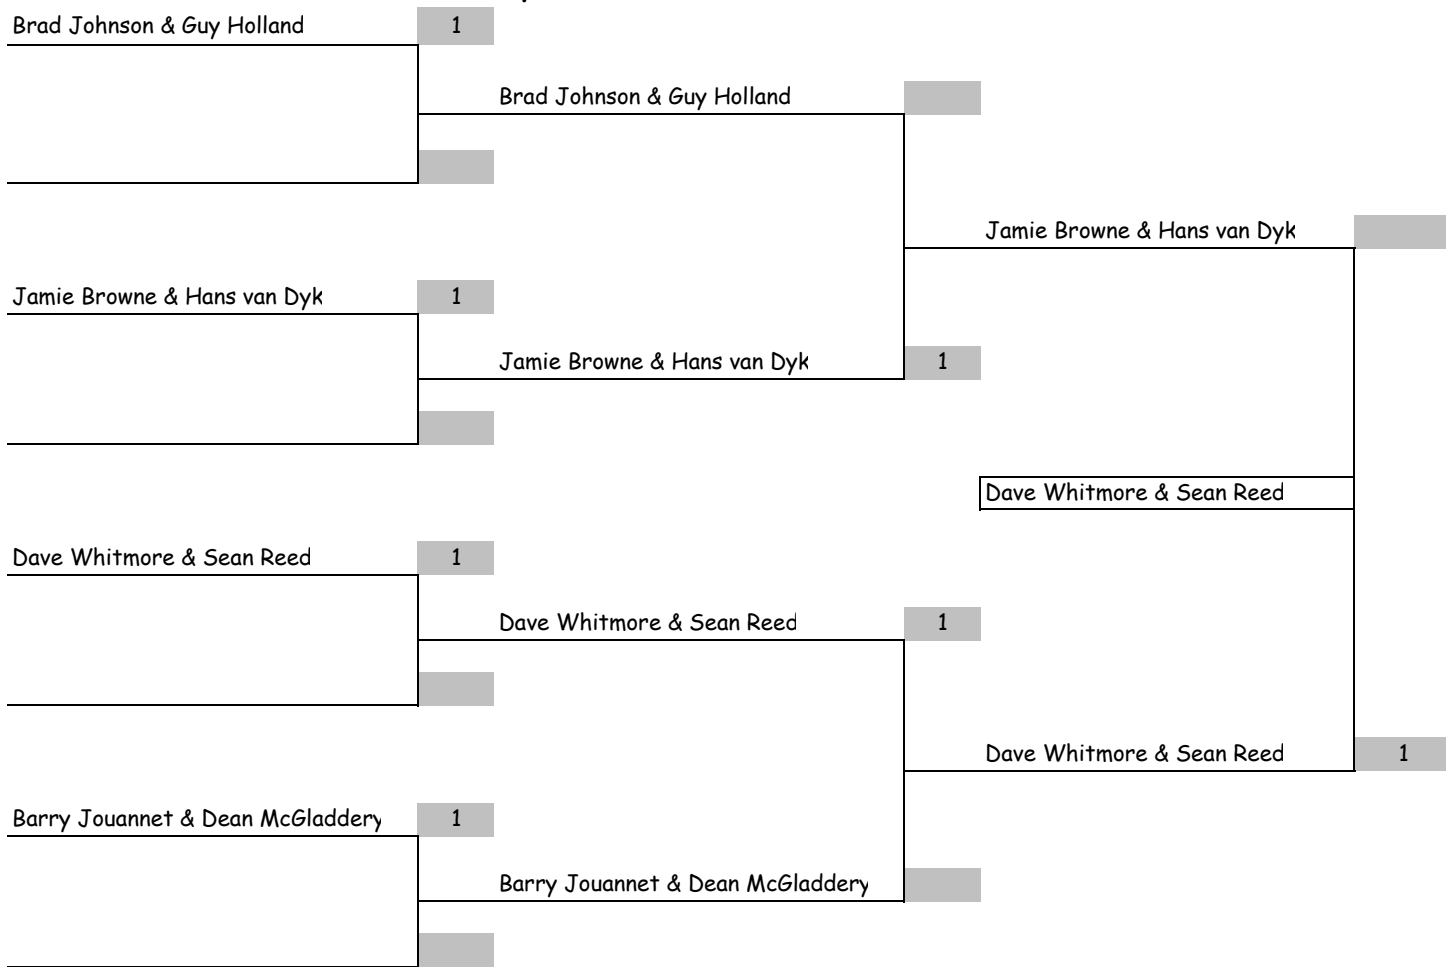 Brad Johnson & Guy Holland 1
Brad Johnson & Guy Holland
Jamie Browne & Hans van Dyk
Jamie Browne & Hans van Dyk 1
Jamie Browne & Hans van Dyk 1
Dave Whitmore & Sean Reed
Dave Whitmore & Sean Reed 1
Dave Whitmore & Sean Reed 1
Dave Whitmore & Sean Reed 1
Barry Jouannet & Dean McGladdery 1
Barry Jouannet & Dean McGladdery